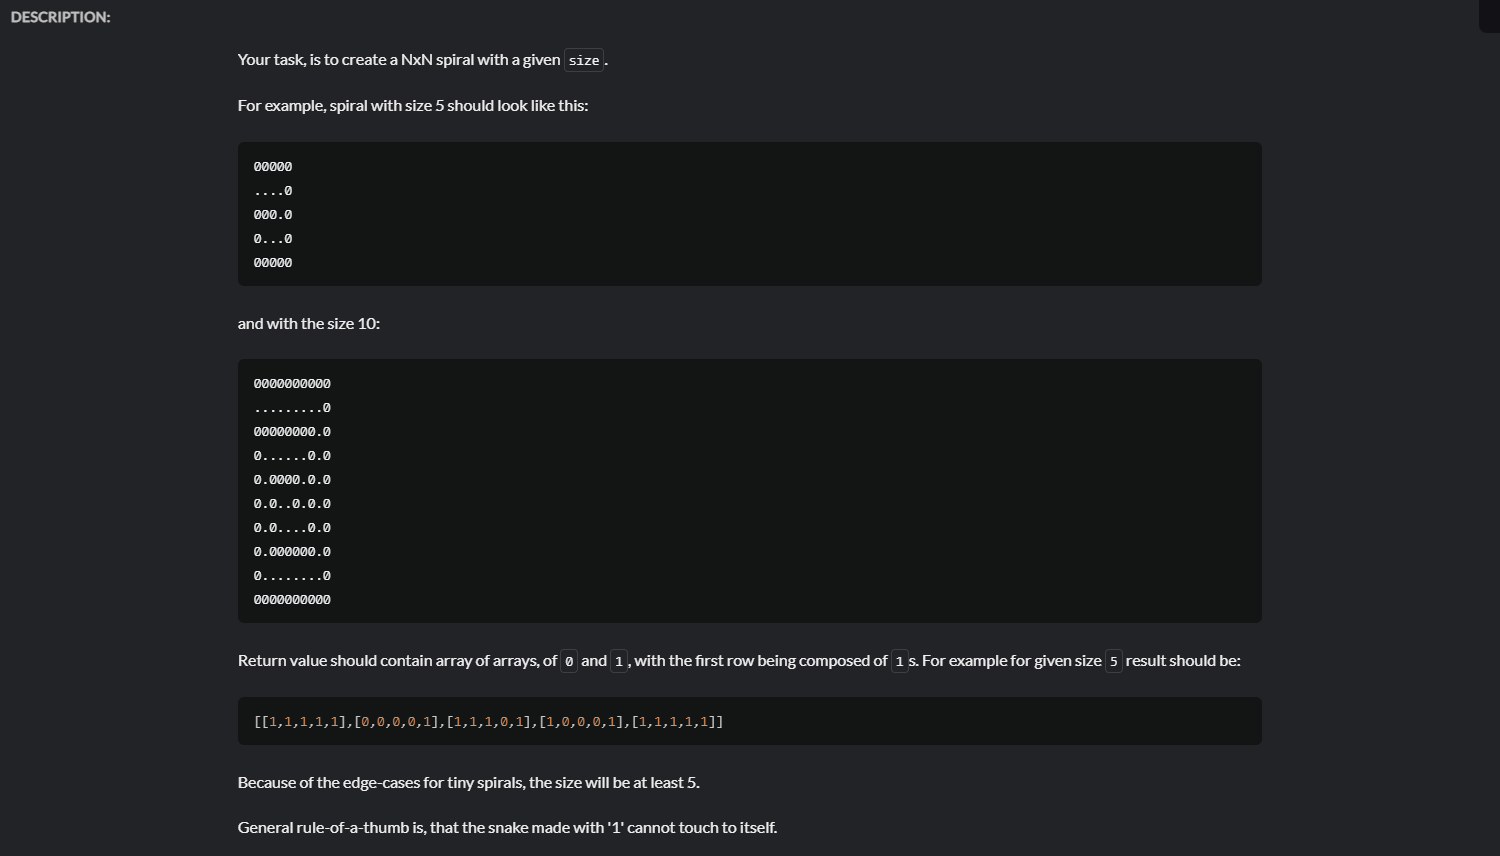 DESCRIPTION:
Your task, is to create a NxN spiral with a given size.
For example, spiral with size 5 should look like this:
00000
....0
000.0
0...0
00000
and with the size 10:
0000000000
.........0
00000000.0
0......0.0
0.0000.0.0
0.0..0.0.0
0.0....0.0
0.000000.0
0........0
0000000000
Return value should contain array of arrays, of 0 and 1, with the first row being composed of 1s. For example for given size 5 result should be:
[[1,1,1,1,1],[0,0,0,0,1],[1,1,1,0,1],[1,0,0,0,1],[1,1,1,1,1]]
Because of the edge-cases for tiny spirals, the size will be at least 5.
General rule-of-a-thumb is, that the snake made with '1' cannot touch to itself.